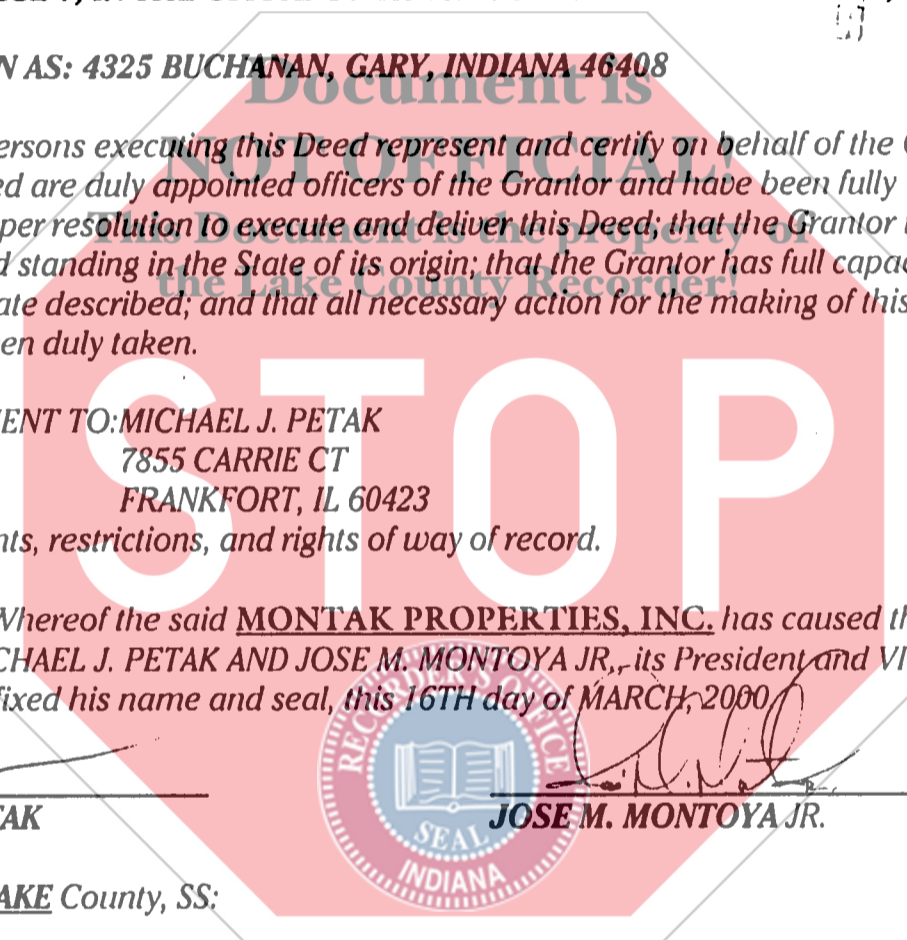 N AS: 4325 BUCHANAN, GARY, INDIANA 46408
Document is
ersons executing this Deed represent and certify on behalf of the
NOT OFFICIAL!
ed are duly appointed officers of the Grantor and have been fully
per resolution to execute and deliver this Deed; that the Grantor
This Document is the property of
d standing in the State of its origin; that the Grantor has full capac
the Lake County Recorder!
ate described; and that all necessary action for the making of this
en duly taken.
STOP
ENT TO: MICHAEL J. PETAK
7855 CARRIE CT
FRANKFORT, IL 60423
nts, restrictions, and rights of way of record.
Whereof the said MONTAK PROPERTIES, INC. has caused th
CHAEL J. PETAK AND JOSE M. MONTOYA JR., its President and VI
fixed his name and seal, this 16TH day of MARCH, 2000
RECORDER'S OFFICE
SEAL
INDIANA
TAK
JOSE M. MONTOYA JR.
AKE County, SS: